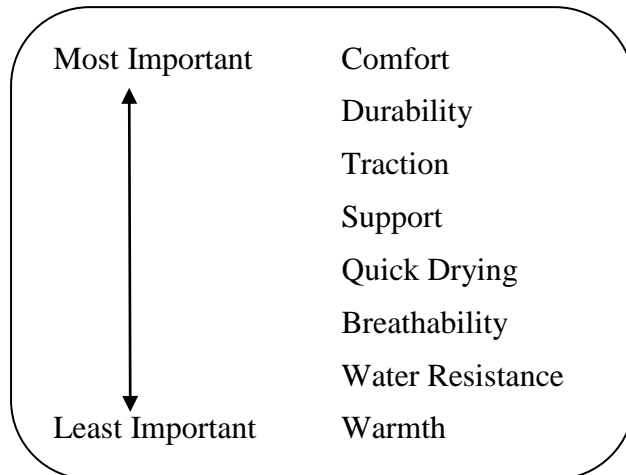 Most Important Comfort
Durability
Traction
Support
Quick Drying
Breathability
Water Resistance
Least Important Warmth